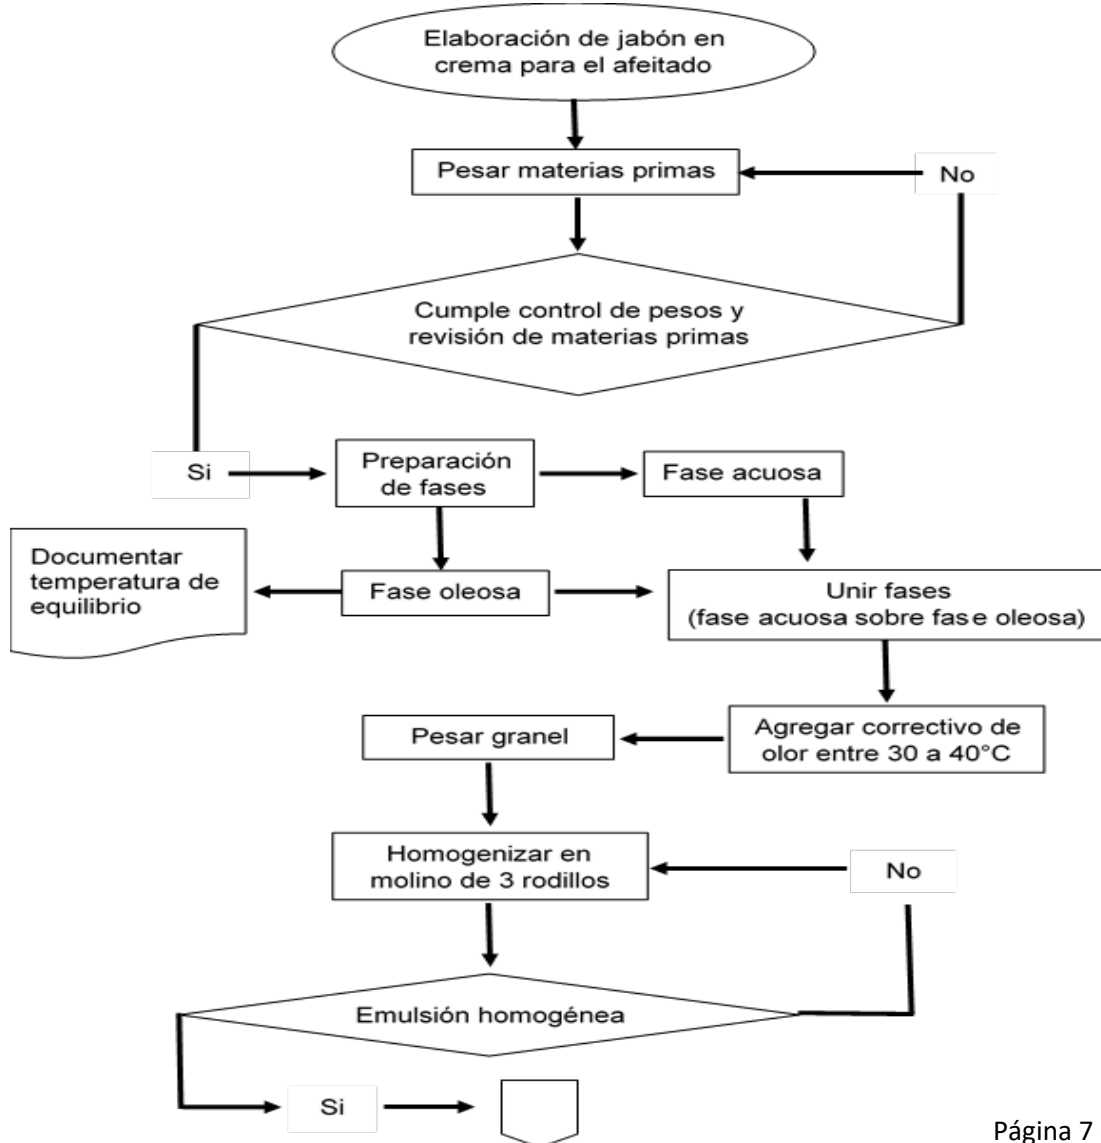 Elaboración de jabón en
crema para el afeitado
Pesar materias primas
No
Cumple control de pesos y
revisión de materias primas
Si
Preparación
de fases
Fase acuosa
Documentar
temperatura de
equilibrio
Fase oleosa
Unir fases
(fase acuosa sobre fase oleosa)
Pesar granel
Agregar correctivo de
olor entre 30 a 40°C
Homogenizar en
molino de 3 rodillos
No
Emulsión homogénea
Si
Página 7